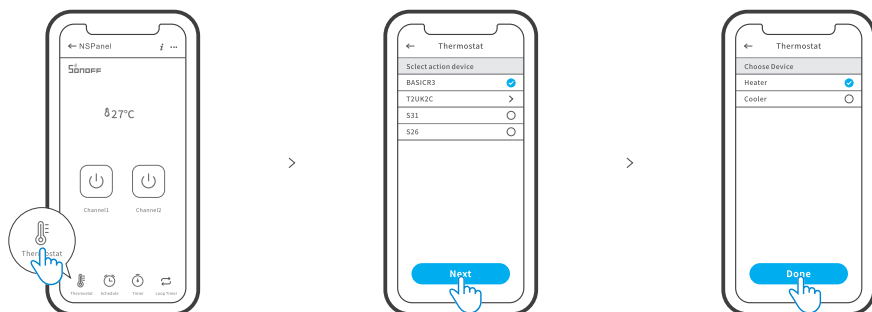 NSPanel
SONOFF
27°C
Channel1 Channel2
Thermostat
Thermostat Schedule Timer Loop Timer
Thermostat
Sclect action device
BASICR3
T2UK2C
S31
S26
Next
Thermostat
Choose Device
Heater
Cooler
Done